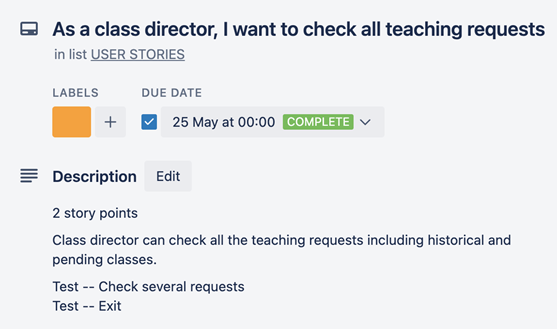 As a class director, I want to check all teaching requests
in list USER STORIES
LABELS
DUE DATE
+
25 May at 00:00 COMPLETE
Description
Edit
2 story points
Class director can check all the teaching requests including historical and
pending classes.
Test -- Check several requests
Test -- Exit